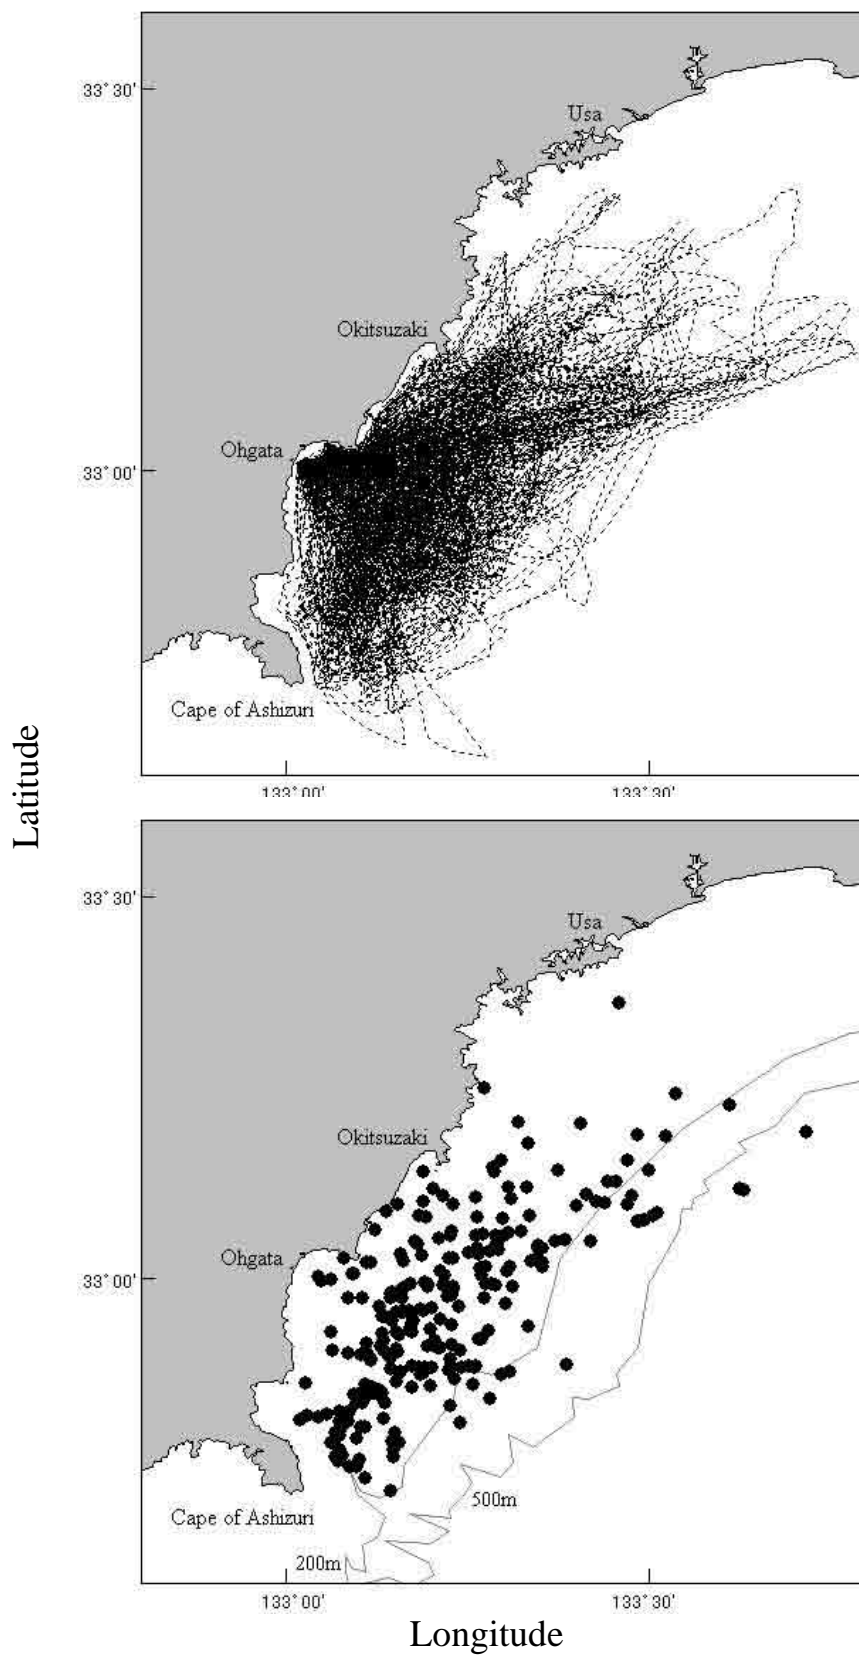 33° 30'
Usa
Okitsuzaki
Ohgata
33° 00'
Cape of Ashizuri
133° 00'
133° 30'
Latitude
33° 30'
Usa
Okitsuzaki
Ohgata
33° 00'
500m
Cape of Ashizuri
200m
133° 00'
133° 30'
Longitude